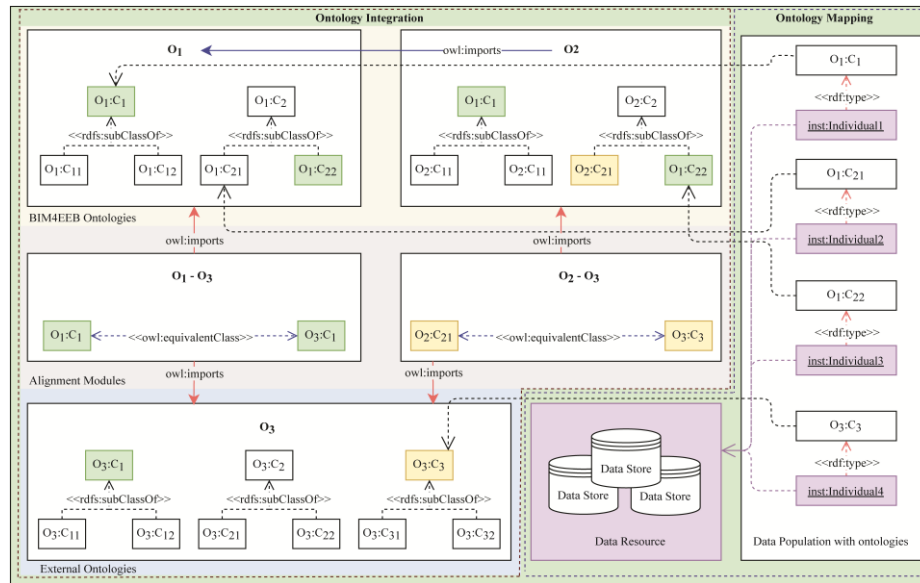 Ontology Integration
Ontology Mapping
O1
owl:imports
O2
O1:C1
O1:C2
<<rdfs:subClassOf>>
<<rdfs:subClassOf>>
O1:C11
O1:C12
O1:C21
O1:C22
O1:C1
O2:C2
<<rdfs:subClassOf>>
<<rdfs:subClassOf>>
O2:C11
O2:C11
O2:C21
O1:C22
BIM4EEB Ontologies
owl:imports
owl:imports
O1 - O3
O1:C1
<<owl:equivalentClass>>
O3:C1
O2 - O3
O2:C21
<<owl:equivalentClass>>
O3:C3
Alignment Modules
owl:imports
owl:imports
O3
O3:C1
O3:C2
O3:C3
<<rdfs:subClassOf>>
<<rdfs:subClassOf>>
<<rdfs:subClassOf>>
O3:C11
O3:C12
O3:C21
O3:C22
O3:C31
O3:C32
External Ontologies
Data Store
Data Store
Data Store
Data Resource
O1:C1
<<rdf:type>>
inst:Individual1
O1:C21
<<rdf:type>>
inst:Individual2
O1:C22
<<rdf:type>>
inst:Individual3
O3:C3
<<rdf:type>>
inst:Individual4
Data Population with ontologies